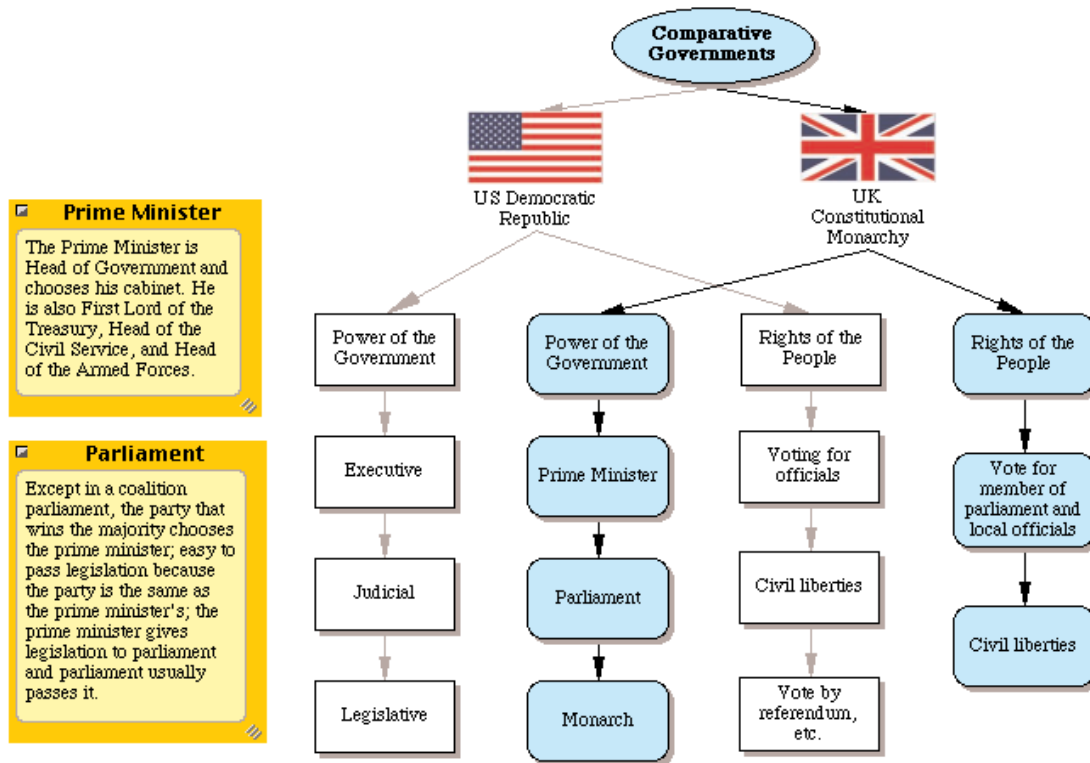 Comparative
Governments
US Democratic
Republic
UK
Constitutional
Monarchy
Prime Minister
The Prime Minister is
Head of Government and
chooses his cabinet. He
is also First Lord of the
Treasury, Head of the
Civil Service, and Head
of the Armed Forces.
Parliament
Except in a coalition
parliament, the party that
wins the majority chooses
the prime minister; easy to
pass legislation because
the party is the same as
the prime minister's; the
prime minister gives
legislation to parliament
and parliament usually
passes it.
Power of the
Government
Executive
Judicial
Legislative
Power of the
Government
Prime Minister
Parliament
Monarch
Rights of the
People
Voting for
officials
Civil liberties
Vote by
referendum,
etc.
Rights of the
People
Vote for
member of
parliament and
local officials
Civil liberties